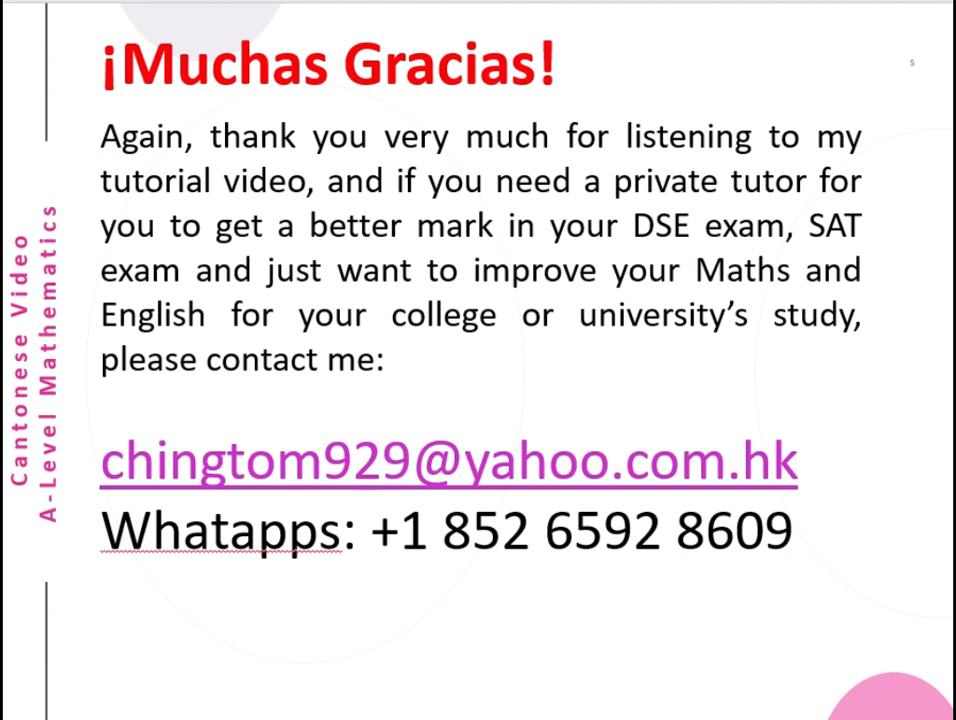 ¡Muchas Gracias!
5
Again, thank you very much for listening to my
tutorial video, and if you need a private tutor for
you to get a better mark in your DSE exam, SAT
exam and just want to improve your Maths and
English for your college or university’s study,
please contact me:
chingtom929@yahoo.com.hk
Whatapps: +1 852 6592 8609
Cantonese Video
A-Level Mathematics